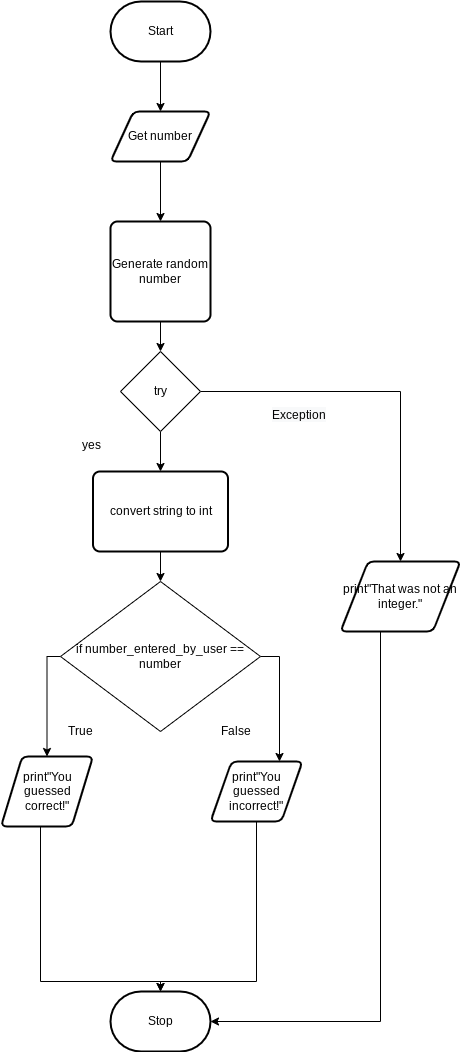 Start
Get number
Generate random
number
try
Exception
yes
convert string to int
print"That was not an
integer."
if number_entered_by_user ==
number
True
False
print"You
guessed
correct!"
print"You
guessed
incorrect!"
Stop